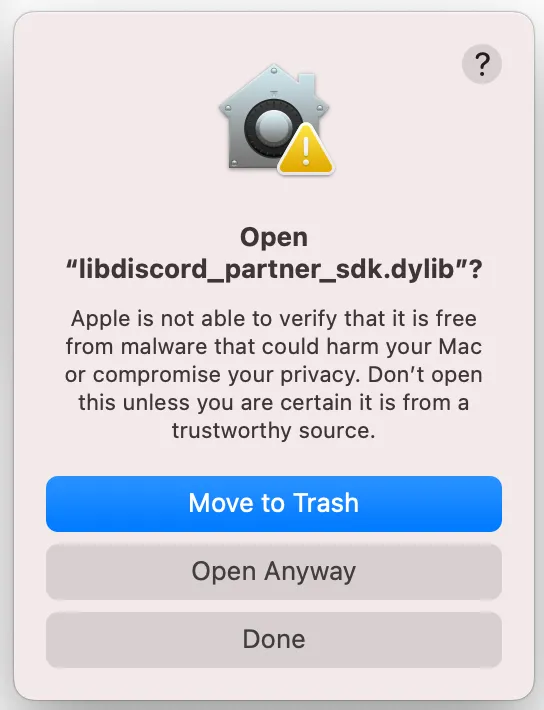 ?
Open
“libdiscord_partner_sdk.dylib”?
Apple is not able to verify that it is free
from malware that could harm your Mac
or compromise your privacy. Don’t open
this unless you are certain it is from a
trustworthy source.
Move to Trash
Open Anyway
Done